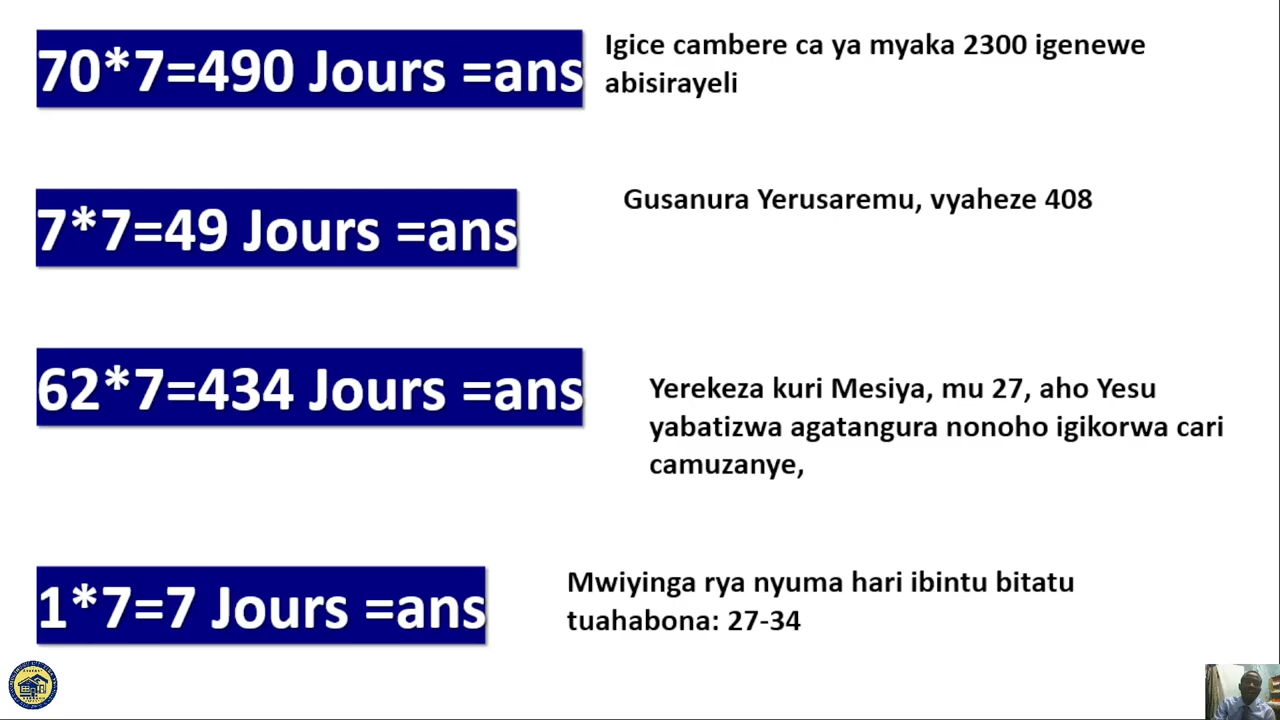 70*7=490 Jours =ans
Igice cambere ca ya myaka 2300 igenewe
abisirayeli
7*7=49 Jours =ans
Gusanura Yerusaremu, vyaheze 408
62*7=434 Jours =ans
Yerekeza kuri Mesiya, mu 27, aho Yesu
yabatizwa agatangura nonoho igikorwa cari
camuzanye,
1*7=7 Jours =ans
Mwiyinga rya nyuma hari ibintu bitatu
tuahabona: 27-34